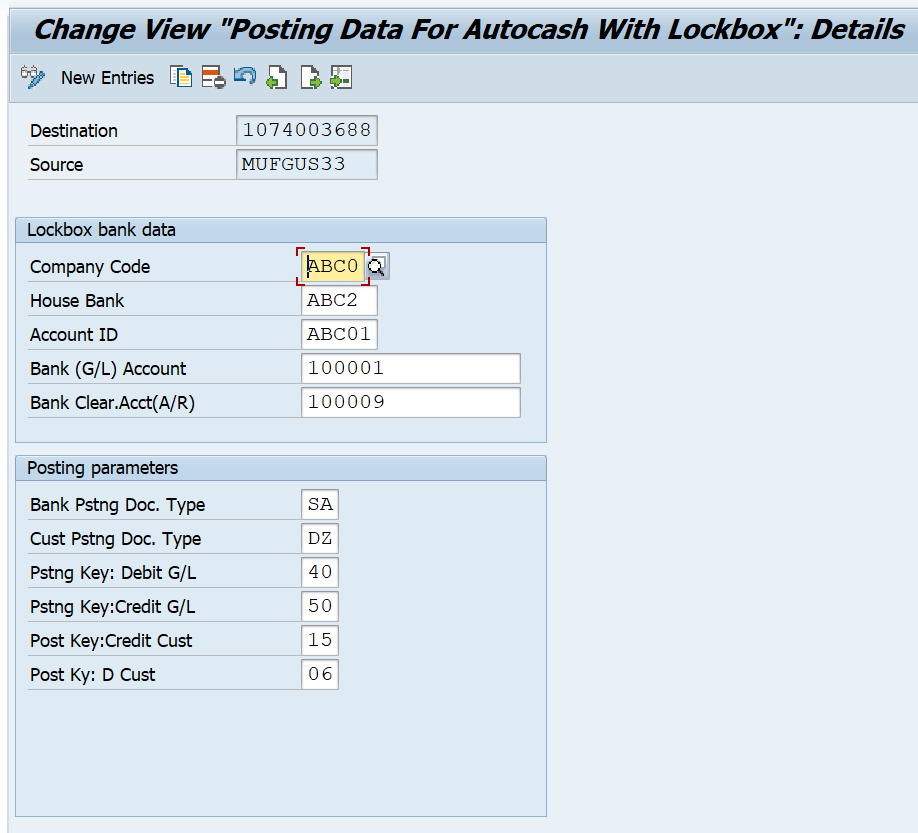 Change View "Posting Data For Autocash With Lockbox": Details
New Entries
Destination 1074003688
Source MUFGUS33
Lockbox bank data
Company Code ABC0
House Bank ABC2
Account ID ABC01
Bank (G/L) Account 100001
Bank Clear.Acct(A/R) 100009
Posting parameters
Bank Pstng Doc. Type SA
Cust Pstng Doc. Type DZ
Pstng Key: Debit G/L 40
Pstng Key:Credit G/L 50
Post Key:Credit Cust 15
Post Ky: D Cust 06